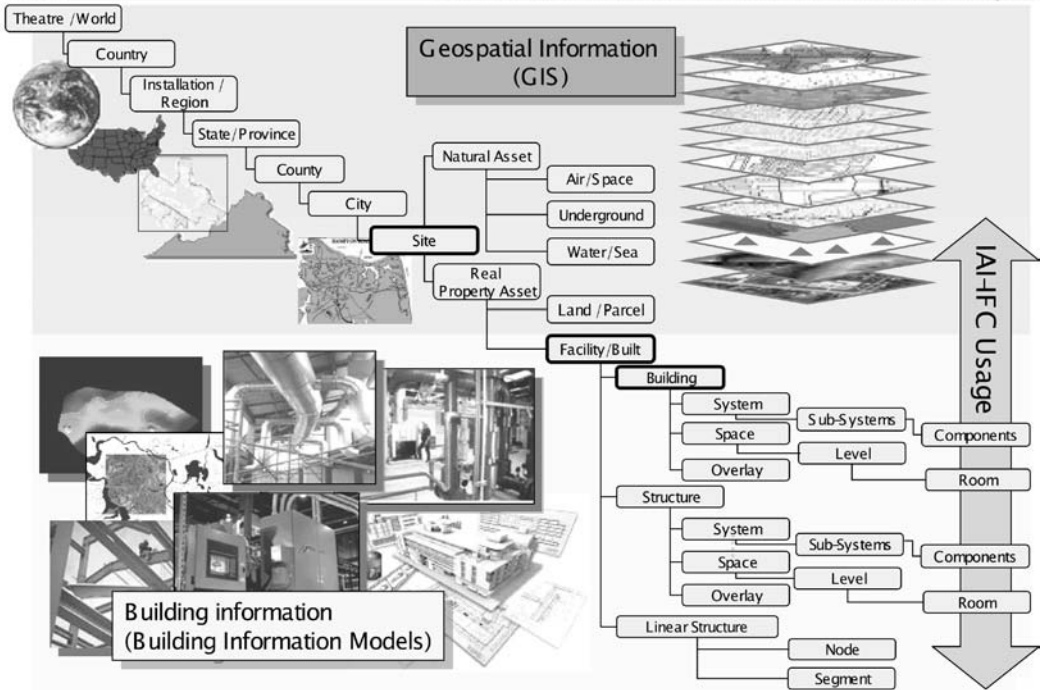 Theatre / World
Country
Installation /
Region
State/Province
County
City
Site
Geospatial Information
(GIS)
Natural Asset
Air/Space
Underground
Water/Sea
Real
Property Asset
Land / Parcel
Facility/Built
Building
System
Sub-Systems
Components
Space
Level
Room
Overlay
Structure
System
Sub-Systems
Components
Space
Level
Room
Overlay
Linear Structure
Node
Segment
IAI-IFC Usage
Building information
(Building Information Models)